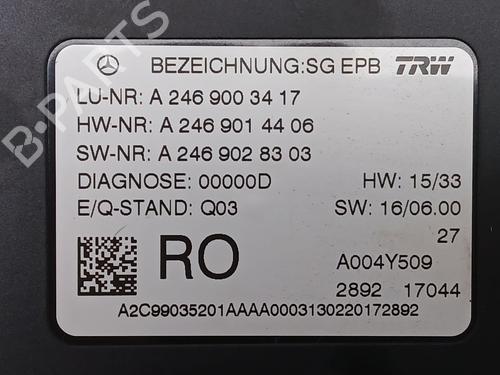 BEZEICHNUNG:SG EPB TRW
LU-NR: A 246 900 34 17
HW-NR: A 246 901 44 06
SW-NR: A 246 902 83 03
DIAGNOSE: 00000D HW: 15/33
E/Q-STAND: Q03 SW: 16/06.00
27
RO A004Y509
2892 17044
A2C99035201AAAA0003130220172892
B-PARTS